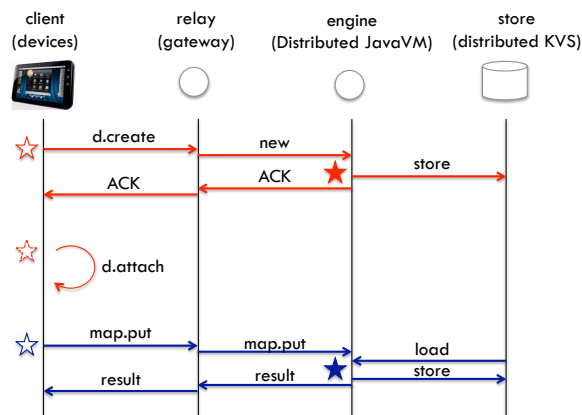 client
(devices)
relay
(gateway)
engine
(Distributed JavaVM)
store
(distributed KVS)
d.create
new
store
ACK
ACK
d.attach
map.put
map.put
load
store
result
result